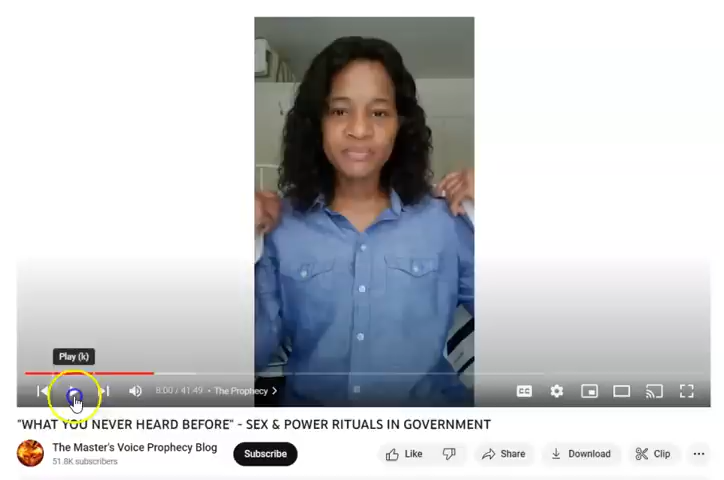 Play (k)
8:00 / 41:49 • The Prophecy
"WHAT YOU NEVER HEARD BEFORE" - SEX & POWER RITUALS IN GOVERNMENT
The Master's Voice Prophecy Blog
51.8K subscribers
Subscribe
Like
Share
Download
Clip